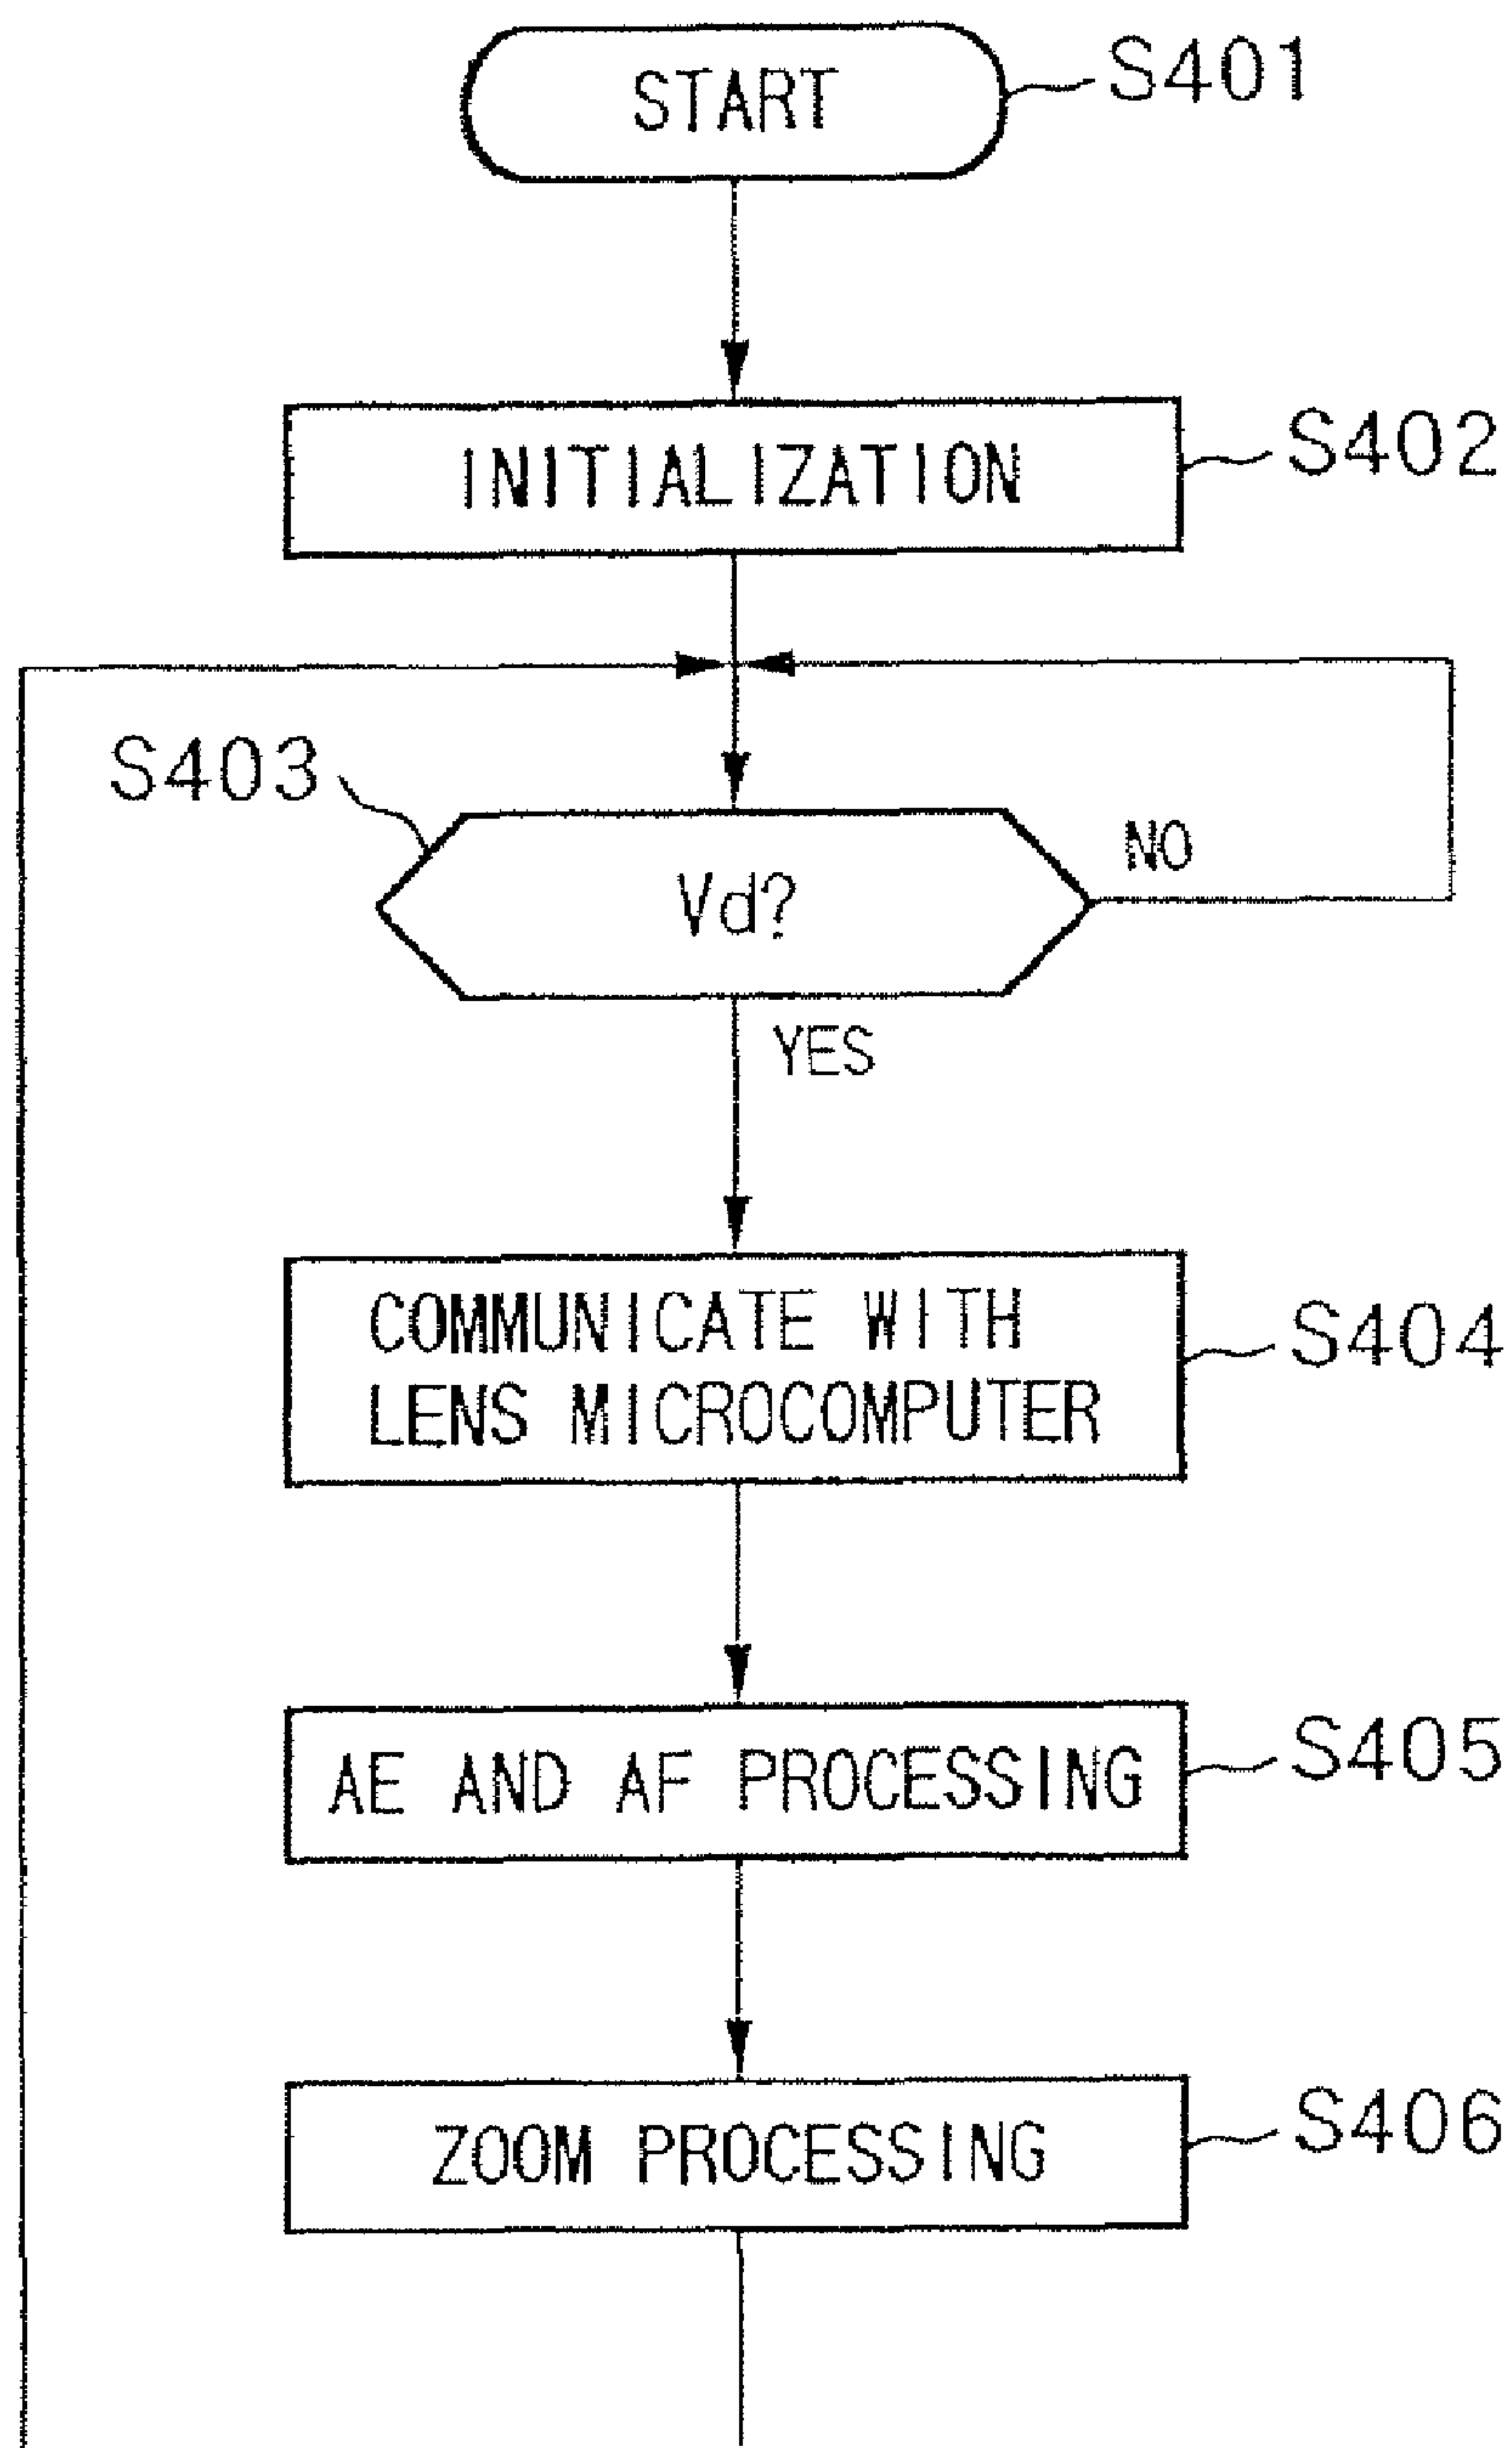 START
S401
INITIALIZATION
S402
S403
Vd?
NO
YES
COMMUNICATE WITH
LENS MICROCOMPUTER
S404
AE AND AF PROCESSING
S405
ZOOM PROCESSING
S406